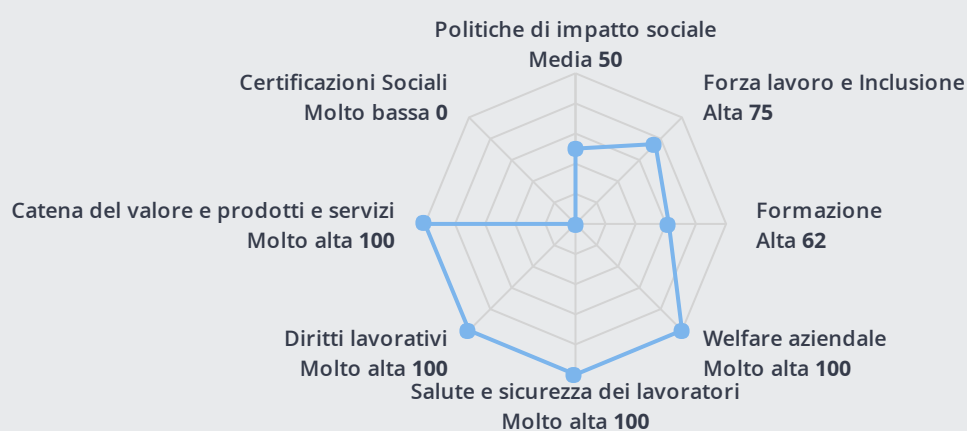 Politiche di impatto sociale
Media 50
Certificazioni Sociali
Molto bassa 0
Forza lavoro e Inclusione
Alta 75
Catena del valore e prodotti e servizi
Molto alta 100
Formazione
Alta 62
Diritti lavorativi
Molto alta 100
Welfare aziendale
Molto alta 100
Salute e sicurezza dei lavoratori
Molto alta 100